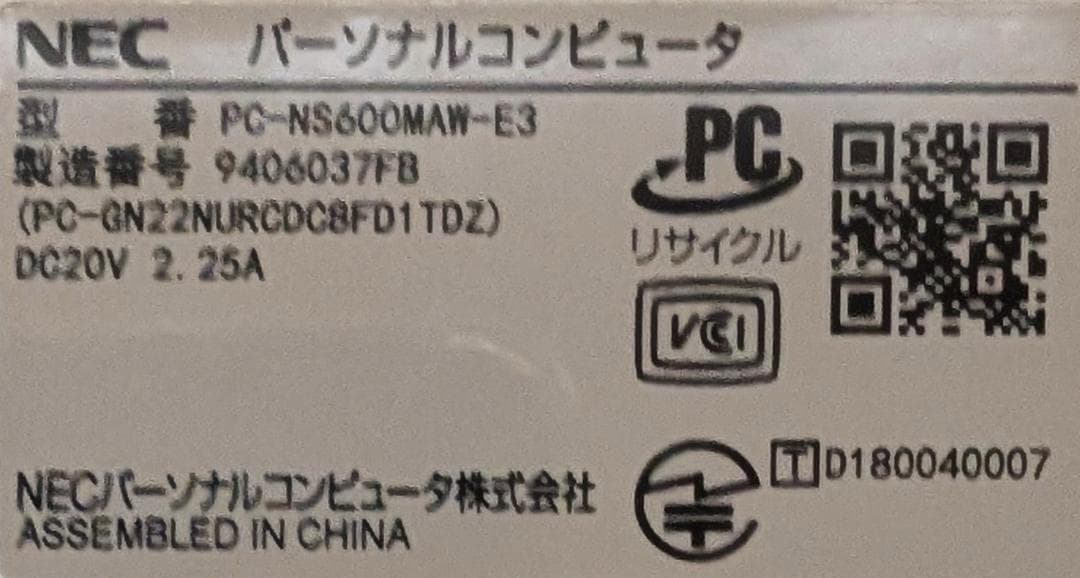 NEC パーソナルコンピュータ
型 番 PC-NS600MAW-E3
製造番号 9406037FB
(PC-GN22NURCDC8FD1TDZ)
DC20V 2.25A
PC
リサイクル
VCCI
NECパーソナルコンピュータ株式会社
ASSEMBLED IN CHINA
T D180040007